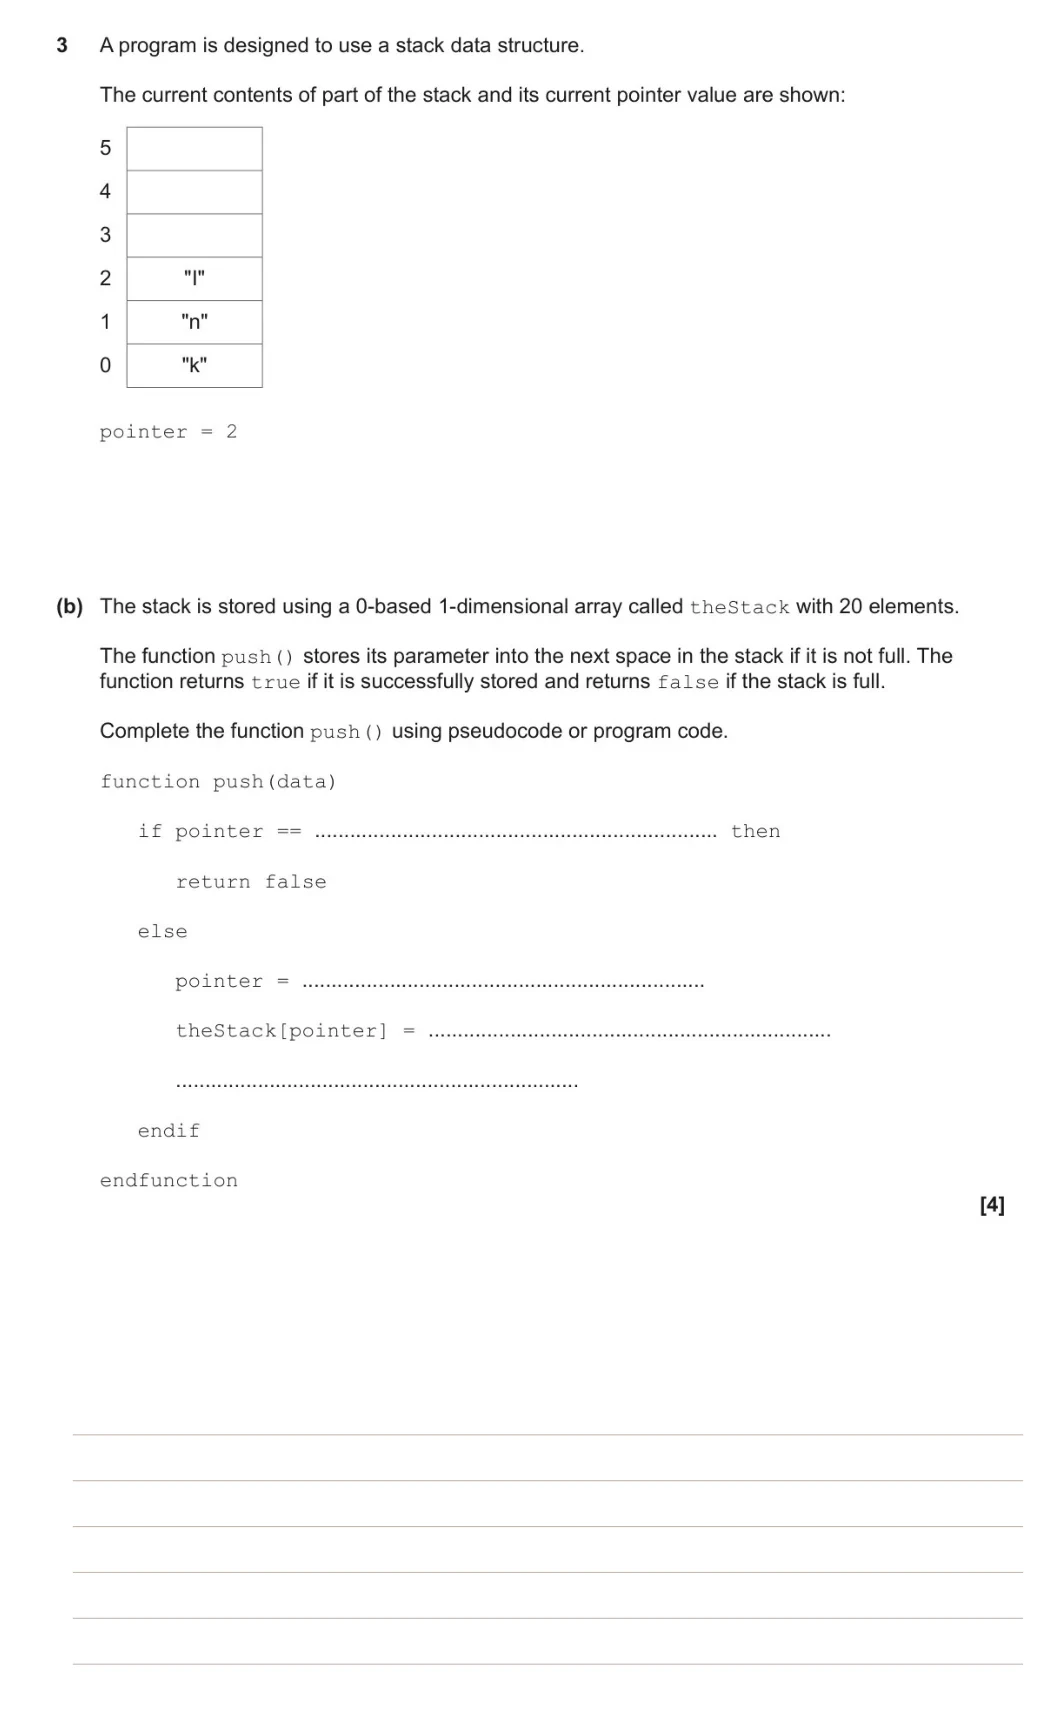 3 A program is designed to use a stack data structure.
The current contents of part of the stack and its current pointer value are shown:
5
4
3
2 "l"
1 "n"
0 "k"
pointer = 2
(b) The stack is stored using a 0-based 1-dimensional array called theStack with 20 elements.
The function push() stores its parameter into the next space in the stack if it is not full. The
function returns true if it is successfully stored and returns false if the stack is full.
Complete the function push() using pseudocode or program code.
function push(data)
if pointer == .................................................................... then
return false
else
pointer = ....................................................................
theStack[pointer] = ....................................................................
....................................................................
endif
endfunction
[4]